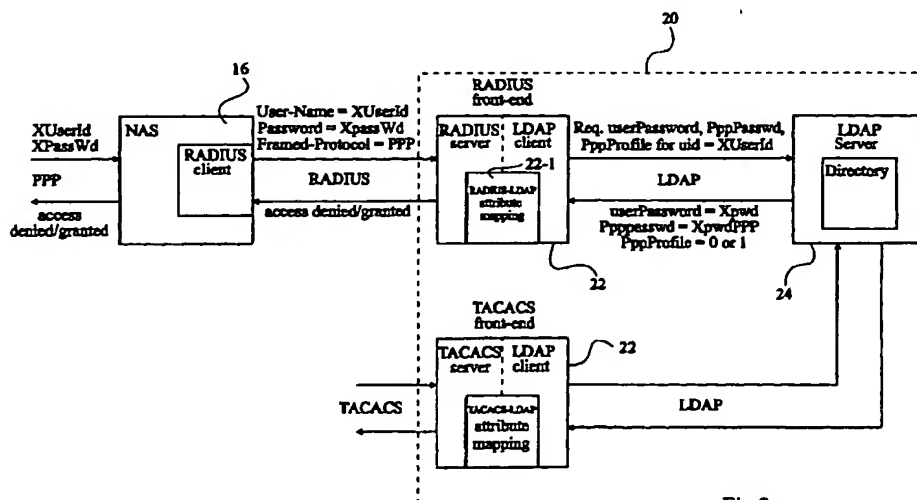 20
16
RADIUS
front-end
XUserId
XPassWd
NAS
User-Name = XUserId
Password = XpassWd
Framed-Protocol = PPP
RADIUS
server
LDAP
client
Req. userPassword, PppPasswd,
PppProfile for uid = XUserId
LDAP
Server
RADIUS
client
22-1
Directory
PPP
RADIUS
RADIUS-LDAP
attribute
mapping
LDAP
access
denied/granted
access denied/granted
userPassword = Xpwd
Ppppasswd = XpwdPPP
PppProfile = 0 or 1
22
24
TACACS
front-end
TACACS
server
LDAP
client
22
TACACS
TACACS-LDAP
attribute
mapping
LDAP